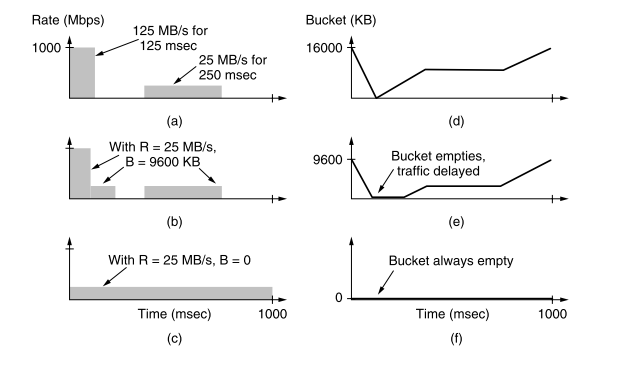 Rate (Mbps)
1000
125 MB/s for
125 msec
25 MB/s for
250 msec
(a)
Bucket (KB)
16000
(d)
With R = 25 MB/s,
B = 9600 KB
(b)
9600
Bucket empties,
traffic delayed
(e)
With R = 25 MB/s, B = 0
Time (msec)
1000
(c)
Bucket always empty
0
Time (msec)
1000
(f)